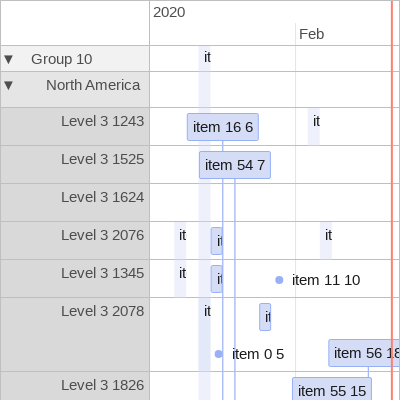 2020
Feb
▼ Group 10 it
▼ North America
Level 3 1243 item 16 6 it
Level 3 1525 item 54 7
Level 3 1624
Level 3 2076 it it it
Level 3 1345 it it item 11 10
Level 3 2078 it it
item 0 5 item 56 18
Level 3 1826 item 55 15